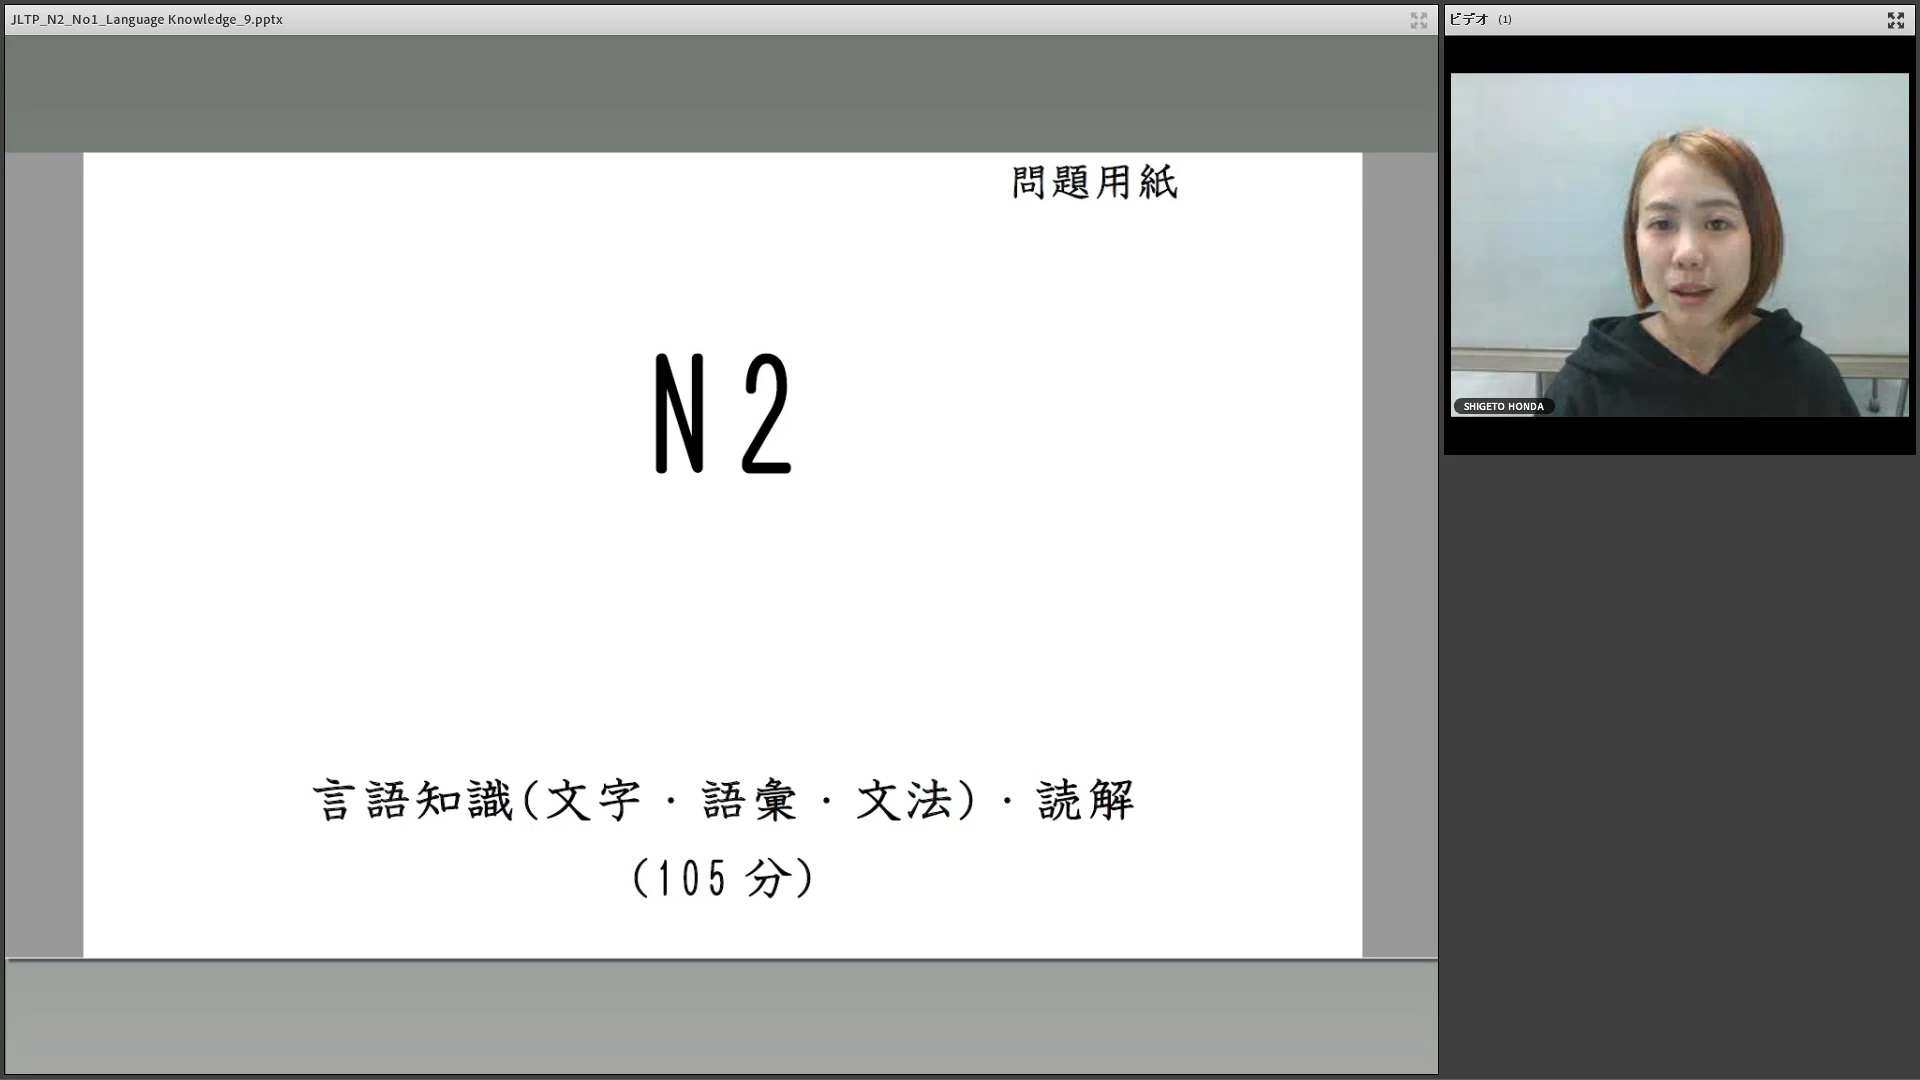 JLTP_N2_No1_Language Knowledge_9.pptx
ビデオ (1)
問題用紙
N2
言語知識(文字・語彙・文法)・読解
(105分)
SHIGETO HONDA